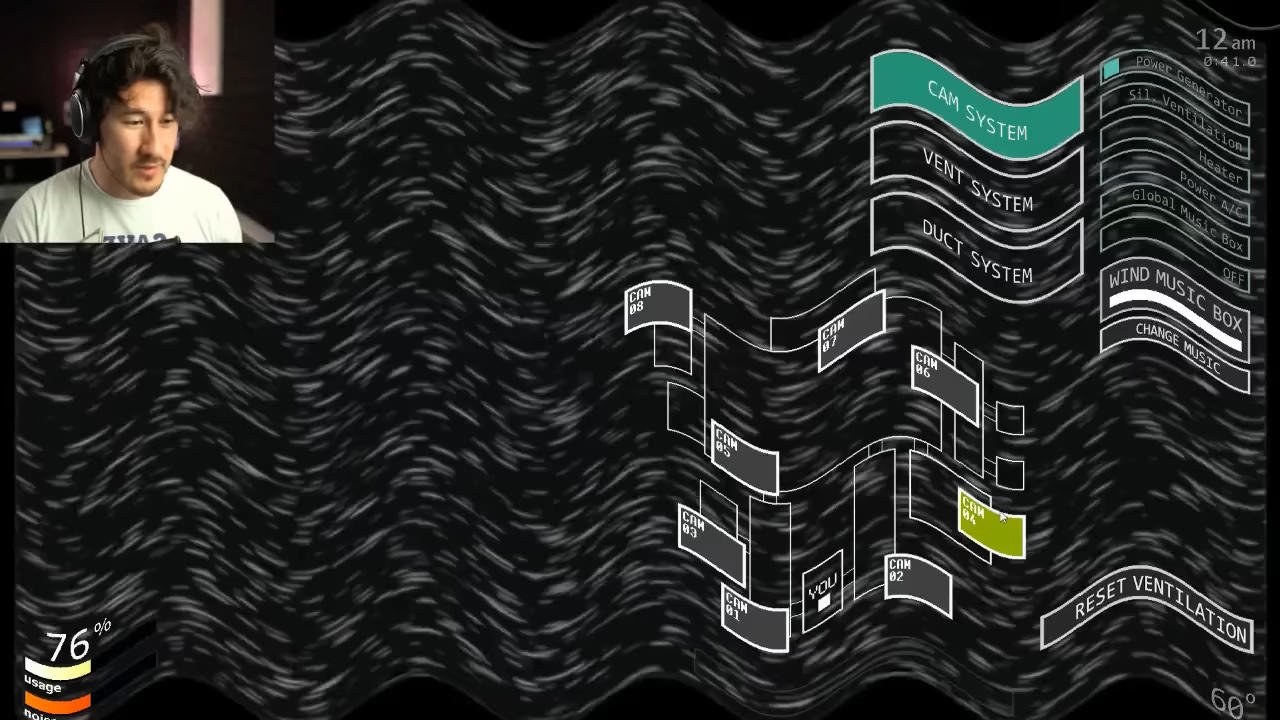 12 am
0:41.0
Power Generator
Sil. Ventilation
Heater
Power A/C
Global Music Box
OFF
CAM SYSTEM
VENT SYSTEM
DUCT SYSTEM
WIND MUSIC BOX
CHANGE MUSIC
CAM
08
CAM
07
CAM
06
CAM
05
CAM
04
CAM
03
CAM
02
CAM
01
YOU
RESET VENTILATION
76%
usage
60°